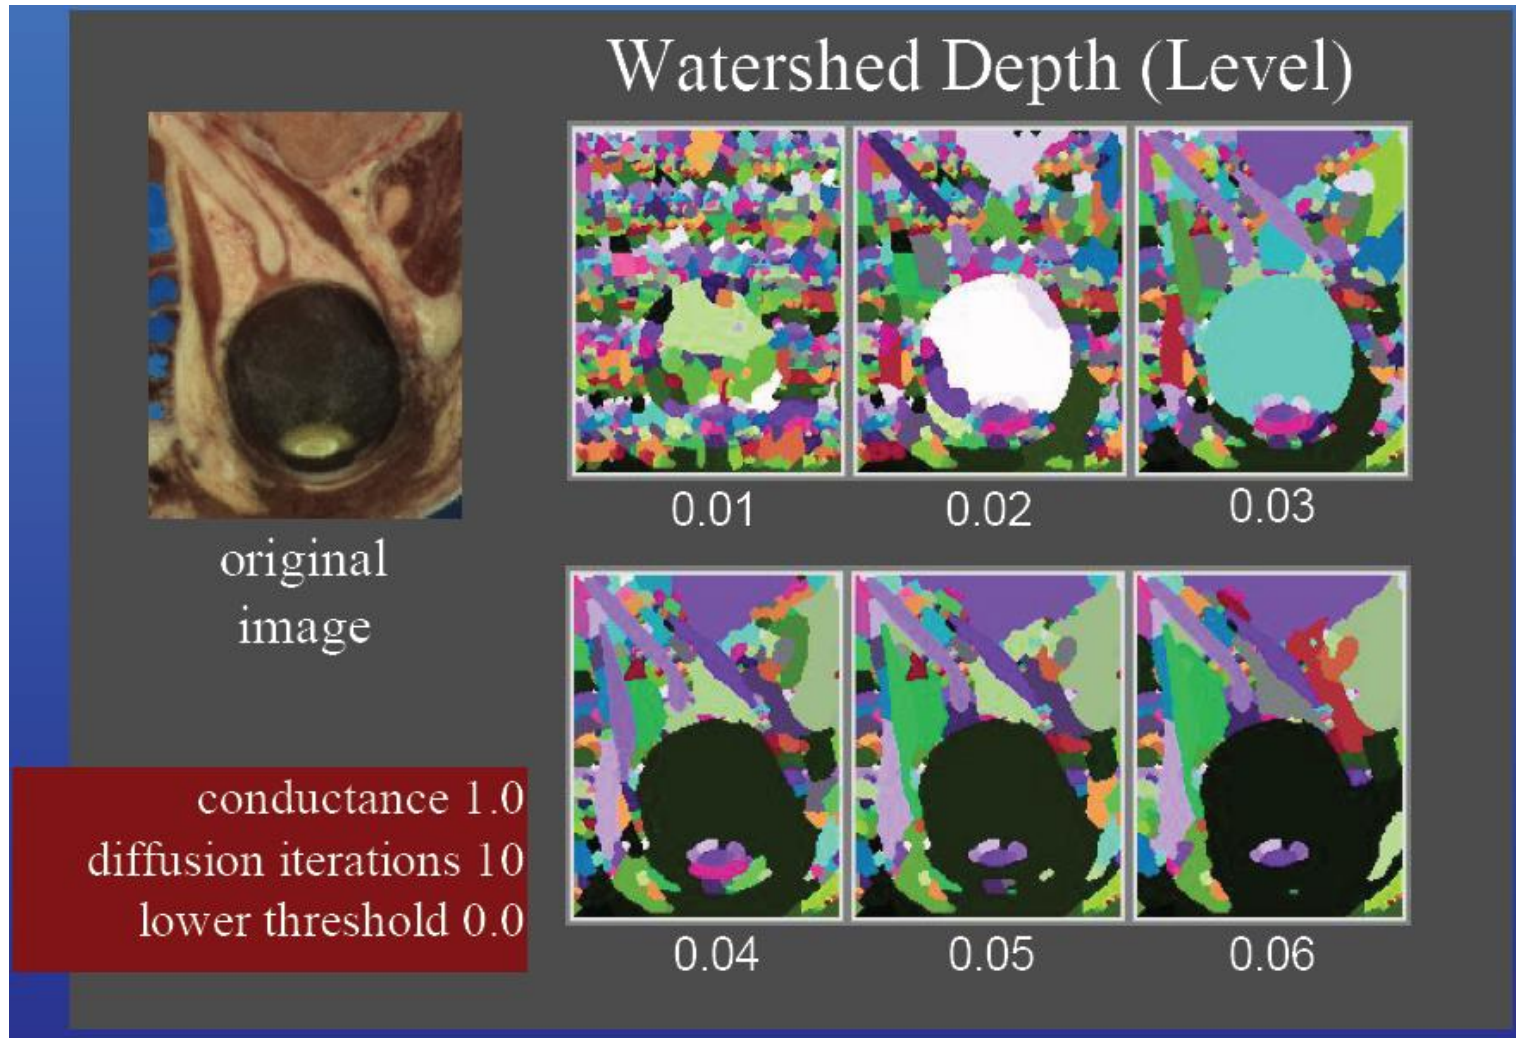 Watershed Depth (Level)
original
image
0.01
0.02
0.03
conductance 1.0
diffusion iterations 10
lower threshold 0.0
0.04
0.05
0.06